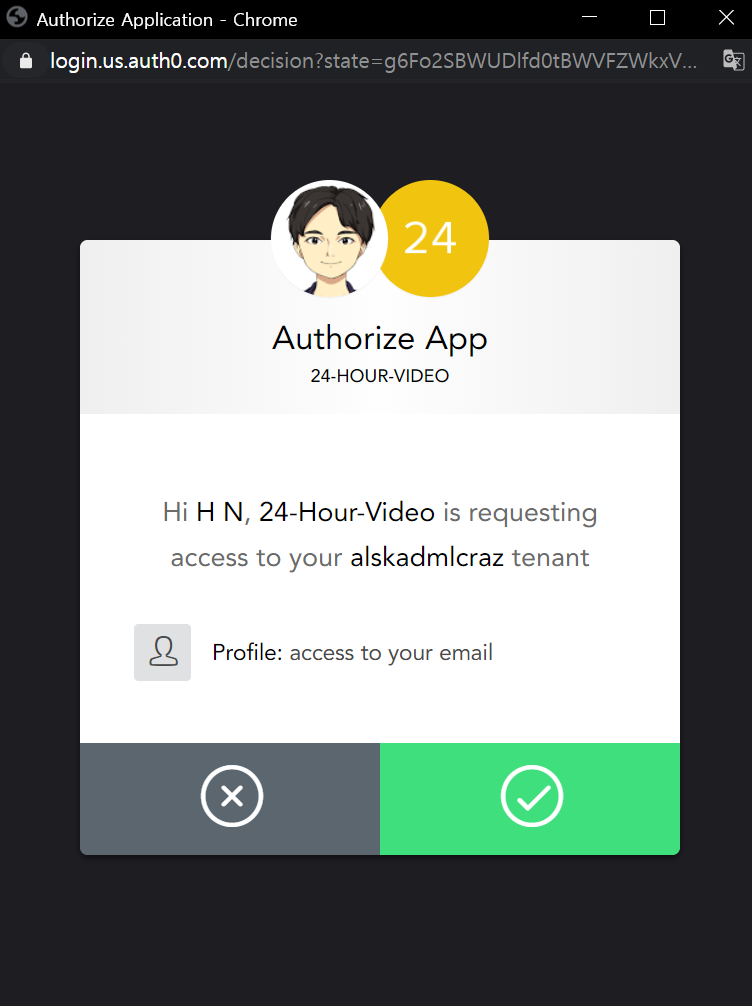 Authorize Application - Chrome
login.us.auth0.com/decision?state=g6Fo2SBWUDlfd0tBWVFZWkxV...
24
Authorize App
24-HOUR-VIDEO
Hi H N, 24-Hour-Video is requesting
access to your alskadmlcraz tenant
Profile: access to your email